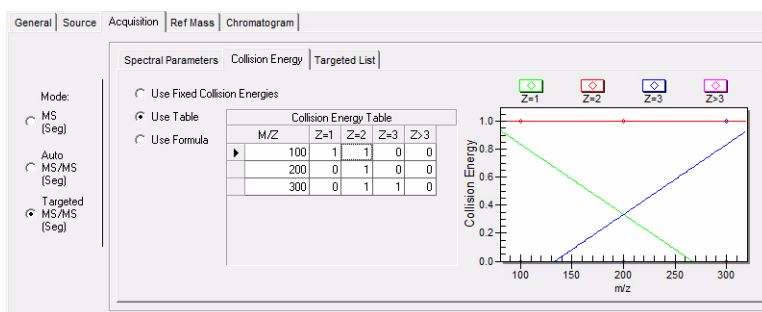 General Source Acquisition Ref Mass Chromatogram
Spectral Parameters Collision Energy Targeted List
Mode:
MS
(Seg)
Auto
MS/MS
(Seg)
Targeted
MS/MS
(Seg)
Use Fixed Collision Energies
Use Table
Use Formula
Collision Energy Table
M/Z Z=1 Z=2 Z=3 Z>3
100 1 1 0 0
200 0 1 0 0
300 0 1 1 0
Z=1 Z=2 Z=3 Z>3
Collision Energy
1.0
0.8
0.6
0.4
0.2
0.0
100 150 200 250 300
m/z